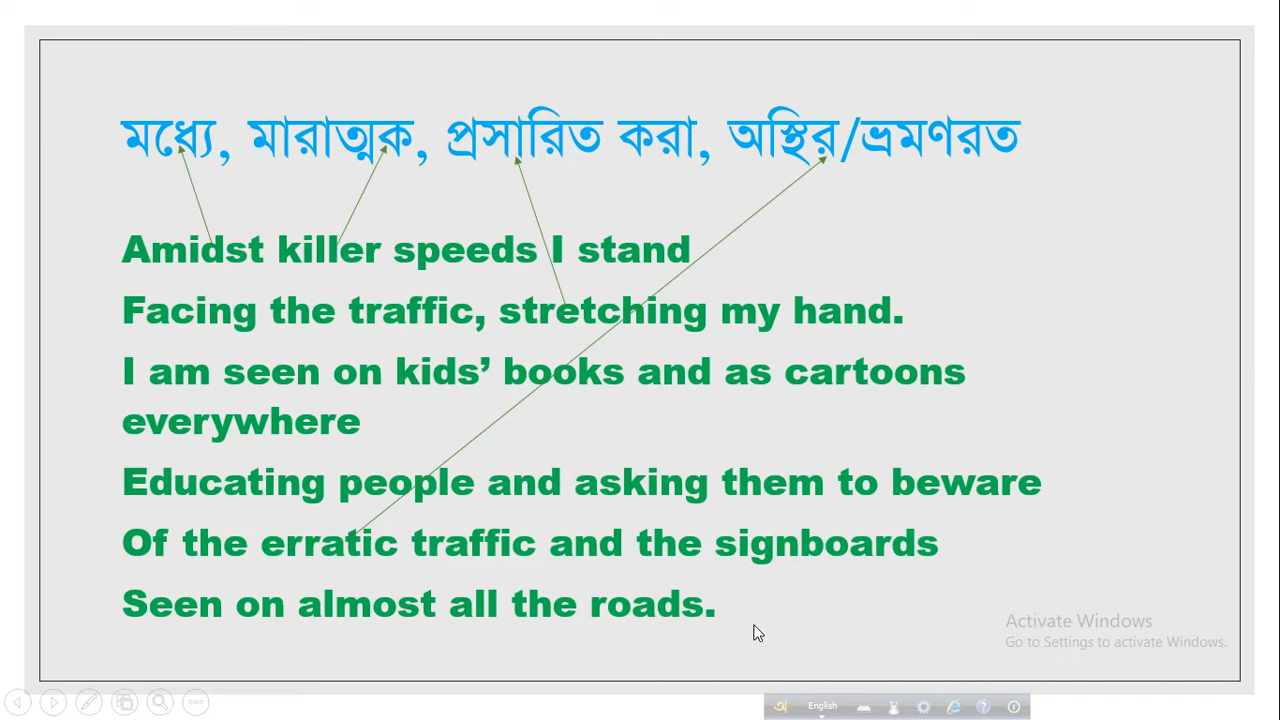 মধ্যে, মারাত্মক, প্রসারিত করা, অস্থির/ভ্রমণরত
Amidst killer speeds I stand
Facing the traffic, stretching my hand.
I am seen on kids’ books and as cartoons
everywhere
Educating people and asking them to beware
Of the erratic traffic and the signboards
Seen on almost all the roads.
Activate Windows
Go to Settings to activate Windows.
অ English